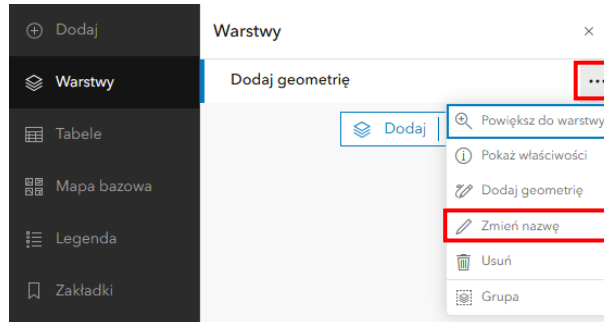 Dodaj
Warstwy
Tabele
Mapa bazowa
Legenda
Zakładki
Warstwy
Dodaj geometrię
Dodaj
Powiększ do warstwy
Pokaż właściwości
Dodaj geometrię
Zmień nazwę
Usuń
Grupa